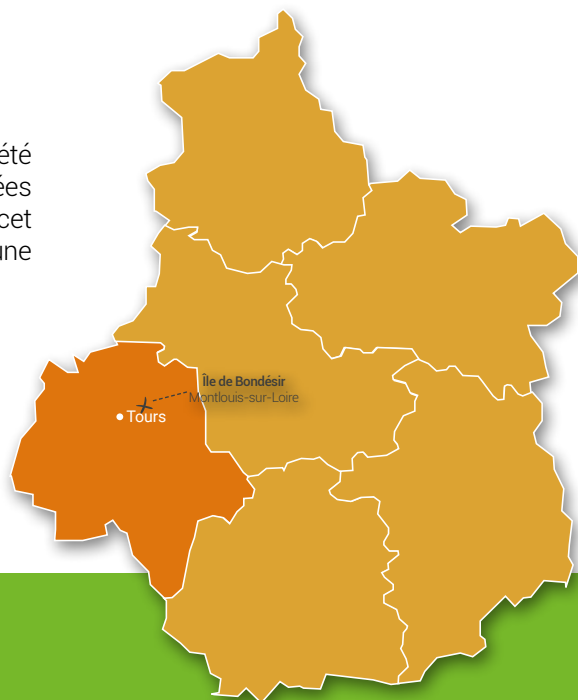 été
ées
cet
une
Île de Bondésir
Montlouis-sur-Loire
Tours